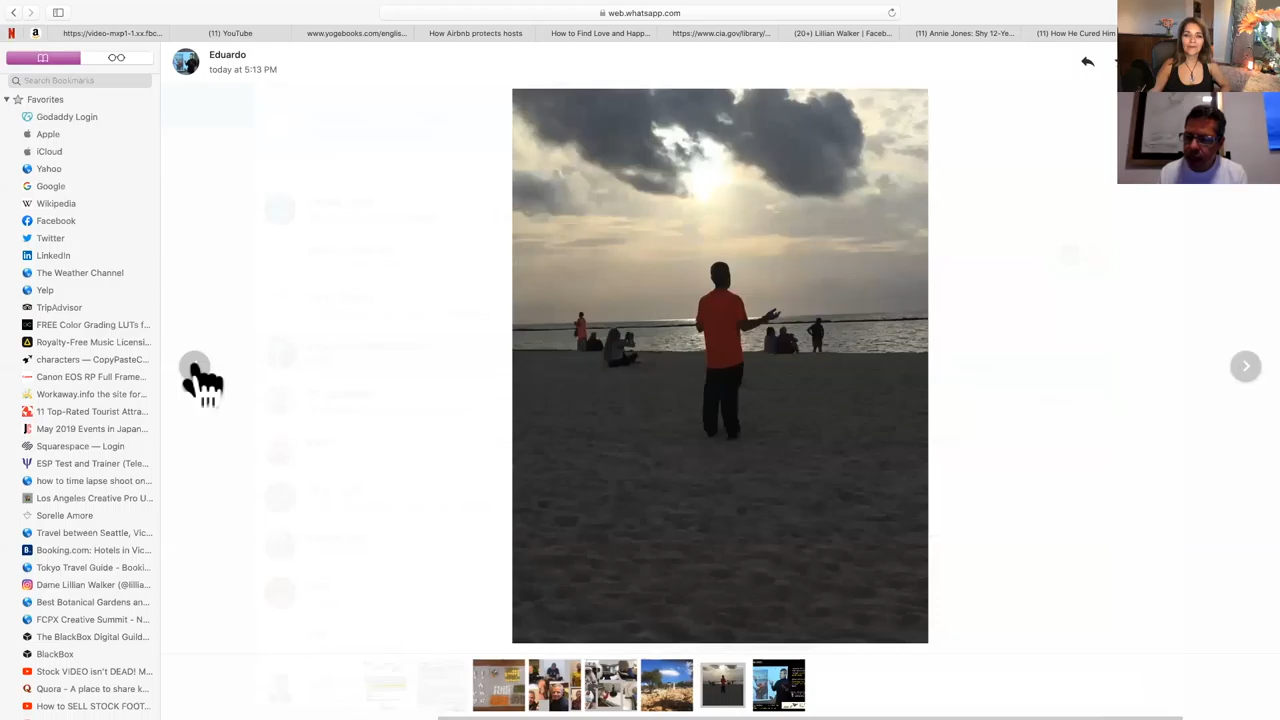 web.whatsapp.com
https://video-mxp1-1.xx.fbc...
(11) YouTube
www.yogebooks.com/englis...
How Airbnb protects hosts
How to Find Love and Happ...
https://www.cia.gov/library/...
(20+) Lillian Walker | Faceb...
(11) Annie Jones: Shy 12-Ye...
(11) How He Cured Him
Search Bookmarks
Favorites
Godaddy Login
Apple
iCloud
Yahoo
Google
Wikipedia
Facebook
Twitter
LinkedIn
The Weather Channel
Yelp
TripAdvisor
FREE Color Grading LUTs f...
Royalty-Free Music Licensi...
characters — CopyPasteC...
Canon EOS RP Full Frame...
Workaway.info the site for...
11 Top-Rated Tourist Attra...
May 2019 Events in Japan...
Squarespace — Login
ESP Test and Trainer (Tele...
how to time lapse shoot on...
Los Angeles Creative Pro U...
Sorelle Amore
Travel between Seattle, Vic...
Booking.com: Hotels in Vic...
Tokyo Travel Guide - Booki...
Dame Lillian Walker (@lillia...
Best Botanical Gardens an...
FCPX Creative Summit - N...
The BlackBox Digital Guild...
BlackBox
Stock VIDEO isn't DEAD! M...
Quora - A place to share k...
How to SELL STOCK FOOT...
Eduardo
today at 5:13 PM